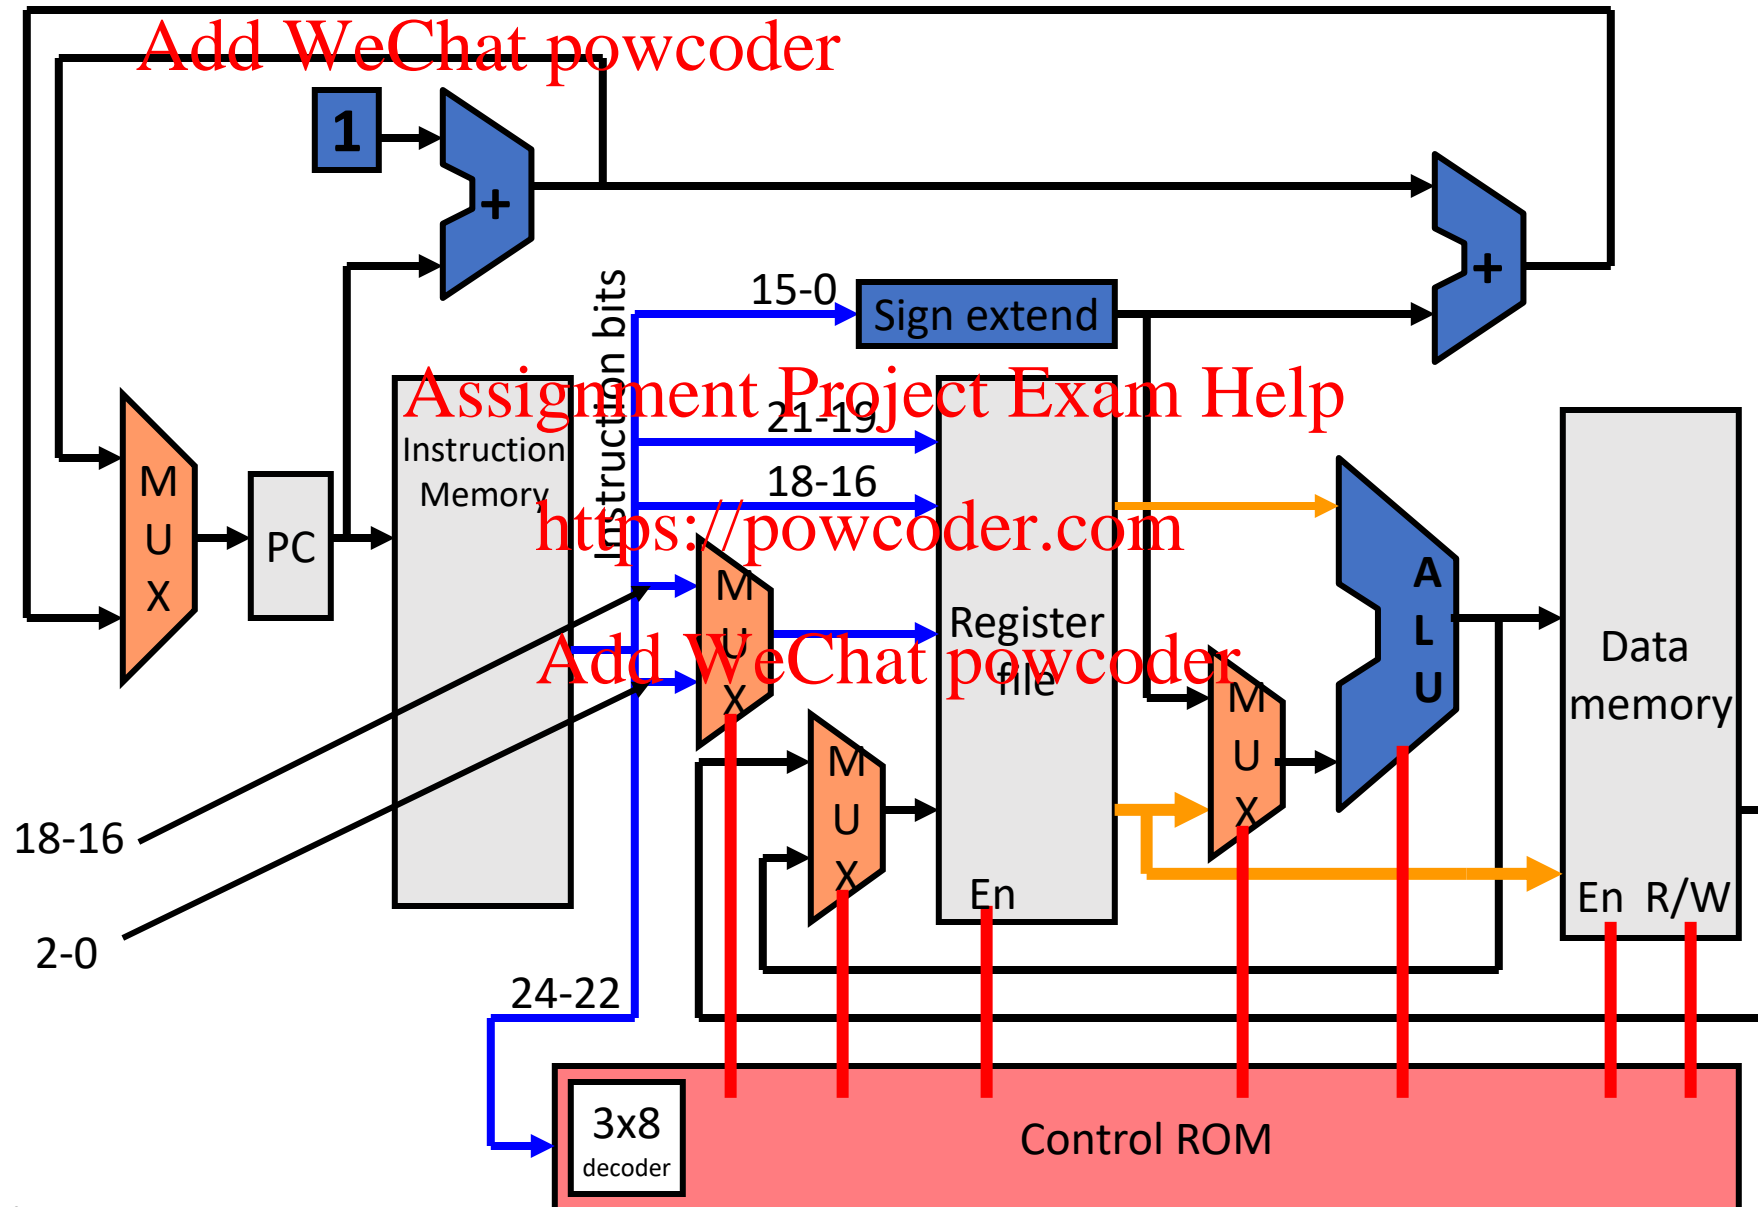 Add WeChat powcoder
1
+
+
Instruction bits
15-0
Sign extend
Assignment Project Exam Help
21-19
Instruction
Memory
18-16
https://powcoder.com
M
U
X
PC
M
U
X
Register
file
Add WeChat powcoder
A
L
U
M
U
X
Data
memory
M
U
X
18-16
2-0
En
En R/W
24-22
3x8
decoder
Control ROM